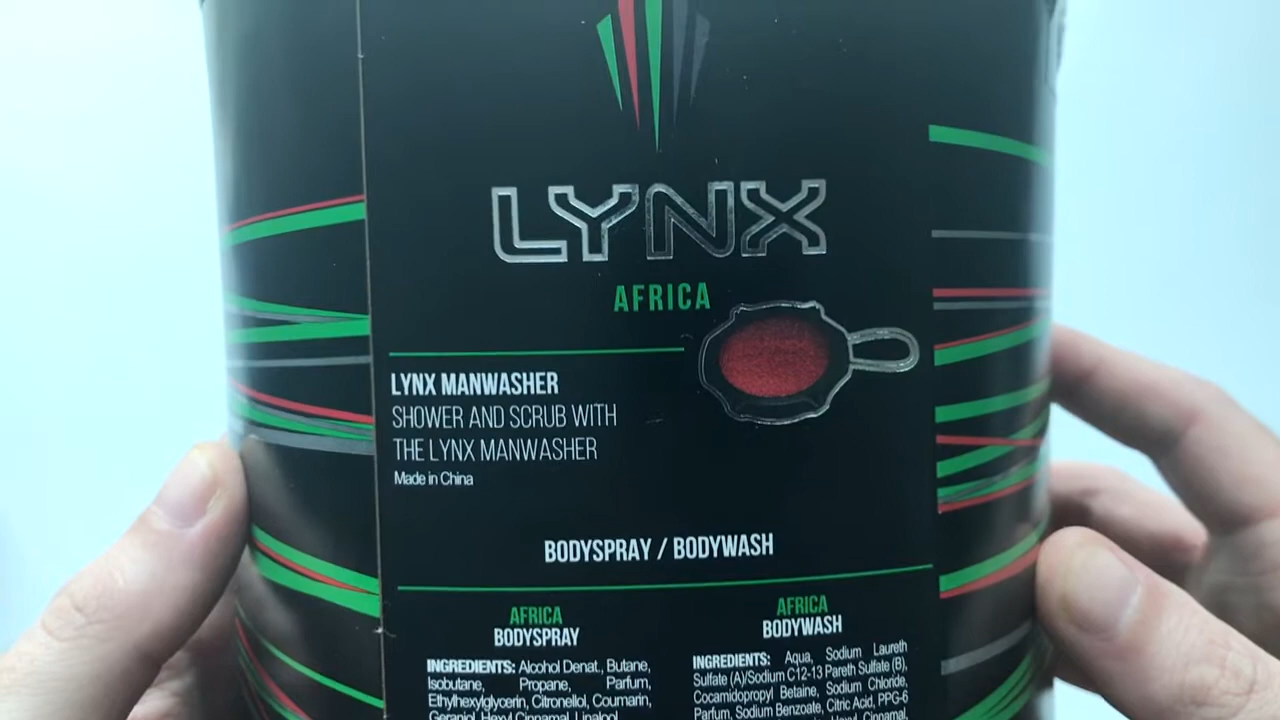 LYNX
AFRICA
LYNX MANWASHER
SHOWER AND SCRUB WITH
THE LYNX MANWASHER
Made in China
BODYSPRAY / BODYWASH
AFRICA
BODYSPRAY
INGREDIENTS: Alcohol Denat., Butane,
Isobutane, Propane, Parfum,
Ethylhexylglycerin, Citronellol, Coumarin,
Geraniol, Hexyl Cinnamal, Linalool
AFRICA
BODYWASH
INGREDIENTS: Aqua, Sodium Laureth
Sulfate (A)/Sodium C12-13 Pareth Sulfate (B),
Cocamidopropyl Betaine, Sodium Chloride,
Parfum, Sodium Benzoate, Citric Acid, PPG-6
Hexyl Cinnamal,